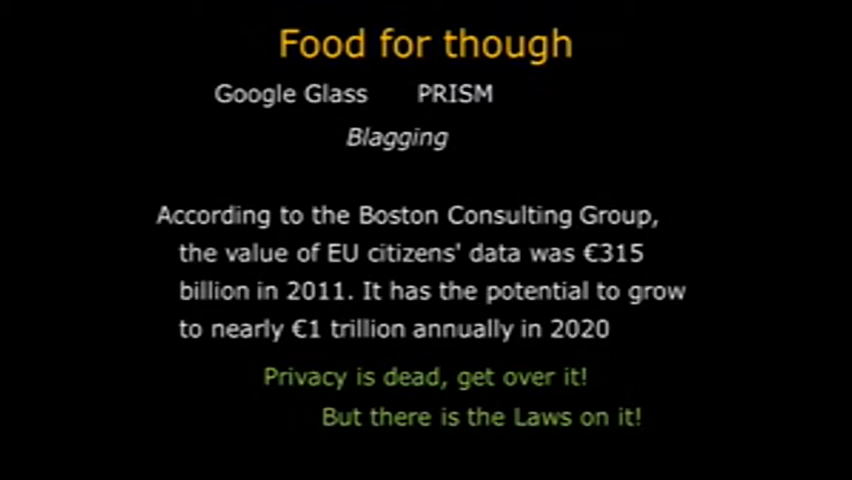 Food for though
Google Glass PRISM
Blagging
According to the Boston Consulting Group,
the value of EU citizens' data was €315
billion in 2011. It has the potential to grow
to nearly €1 trillion annually in 2020
Privacy is dead, get over it!
But there is the Laws on it!